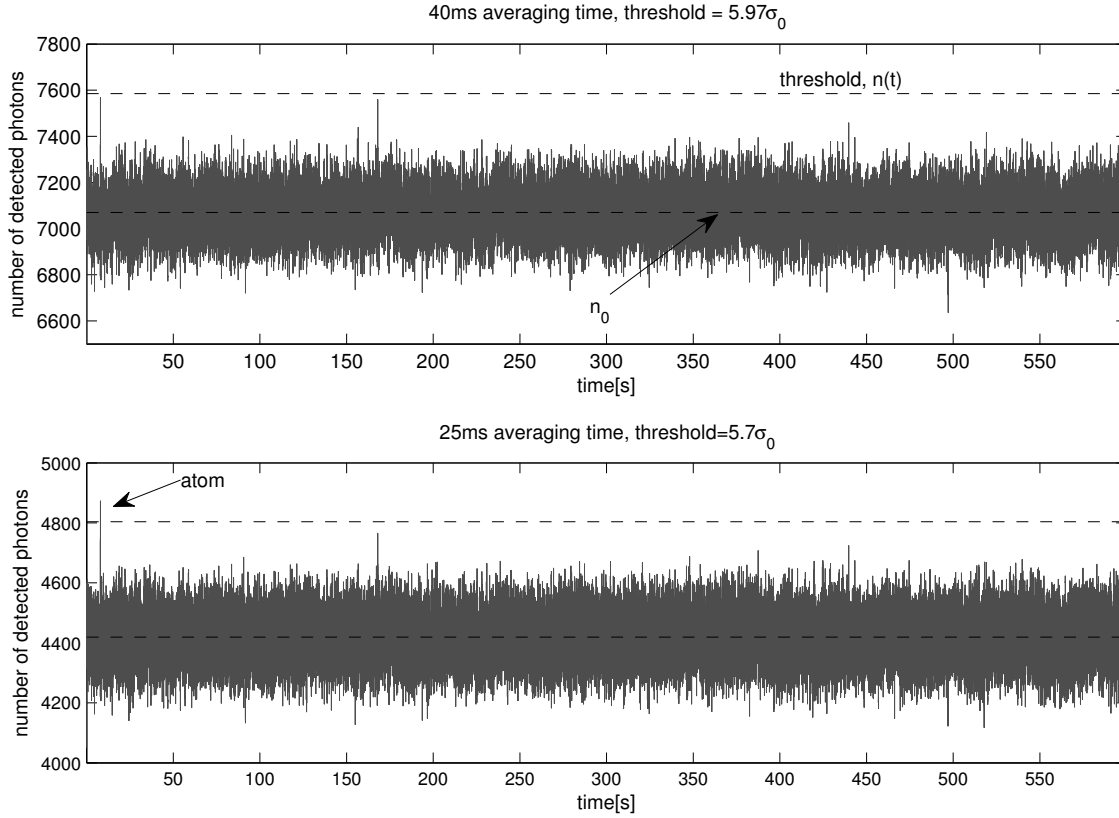 40ms averaging time, threshold = 5.97σ₀
7800
7600
7400
7200
7000
6800
6600
number of detected photons
threshold, n(t)
n₀
50 100 150 200 250 300 350 400 450 500 550
time[s]
25ms averaging time, threshold=5.7σ₀
5000
4800
4600
4400
4200
4000
number of detected photons
atom
50 100 150 200 250 300 350 400 450 500 550
time[s]